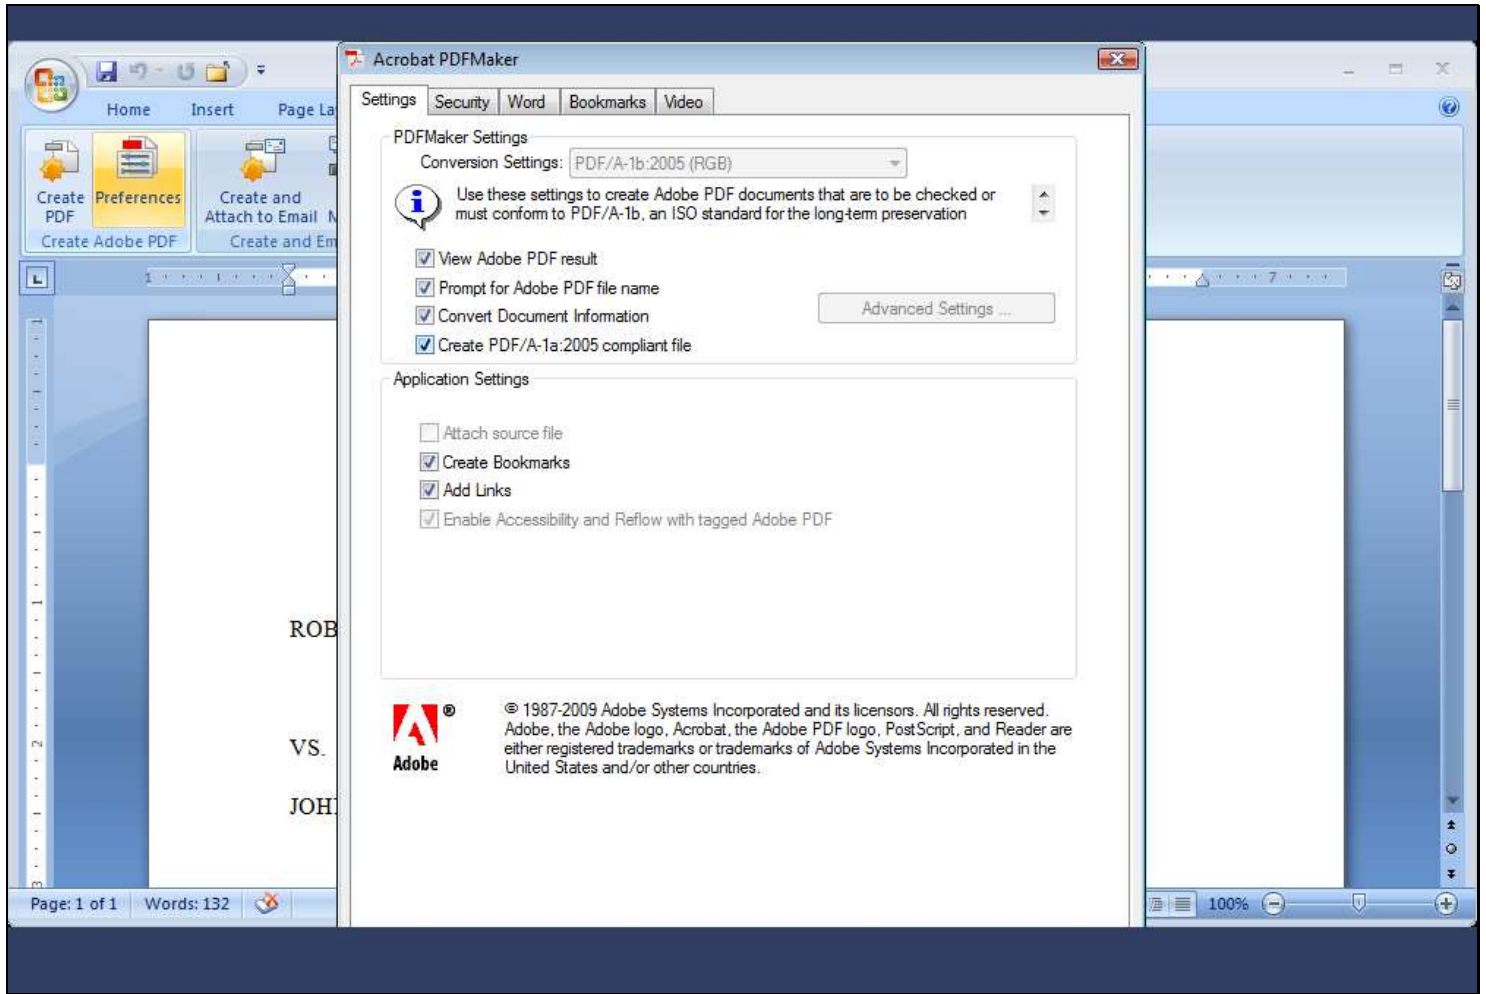 Acrobat PDFMaker
Home Insert Page La
Settings Security Word Bookmarks Video
PDFMaker Settings
Conversion Settings: PDF/A-1b:2005 (RGB)
Use these settings to create Adobe PDF documents that are to be checked or
must conform to PDF/A-1b, an ISO standard for the long-term preservation
Create PDF
Preferences
Create and Attach to Email
Create Adobe PDF
Create and Em
View Adobe PDF result
Prompt for Adobe PDF file name
Convert Document Information
Advanced Settings ...
Create PDF/A-1a:2005 compliant file
1 7
Application Settings
Attach source file
Create Bookmarks
Add Links
Enable Accessibility and Reflow with tagged Adobe PDF
ROB
VS.
JOH
® © 1987-2009 Adobe Systems Incorporated and its licensors. All rights reserved.
Adobe, the Adobe logo, Acrobat, the Adobe PDF logo, PostScript, and Reader are
either registered trademarks or trademarks of Adobe Systems Incorporated in the
United States and/or other countries.
Adobe
1
2
3
Page: 1 of 1 Words: 132 100%